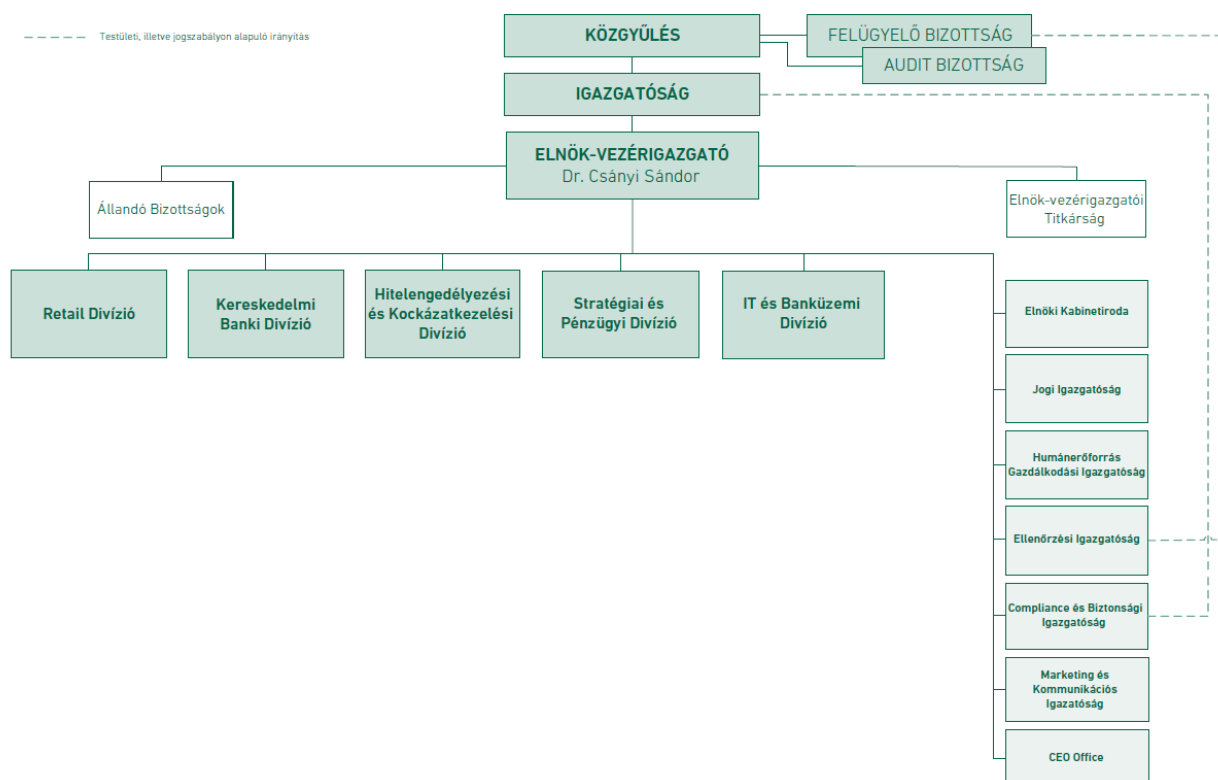 Testületi, illetve jogszabályon alapuló irányítás
KÖZGYŰLÉS
FELÜGYELŐ BIZOTTSÁG
AUDIT BIZOTTSÁG
IGAZGATÓSÁG
ELNÖK-VEZÉRIGAZGATÓ
Dr. Csányi Sándor
Állandó Bizottságok
Elnök-vezérigazgatói
Titkárság
Retail Divízió
Kereskedelmi
Banki Divízió
Hitelengedélyezési
és Kockázatkezelési
Divízió
Stratégiai és
Pénzügyi Divízió
IT és Banküzemi
Divízió
Elnöki Kabinetiroda
Jogi Igazgatóság
Humánerőforrás
Gazdálkodási Igazgatóság
Ellenőrzési Igazgatóság
Compliance és Biztonsági
Igazgatóság
Marketing és
Kommunikációs
Igazatóság
CEO Office